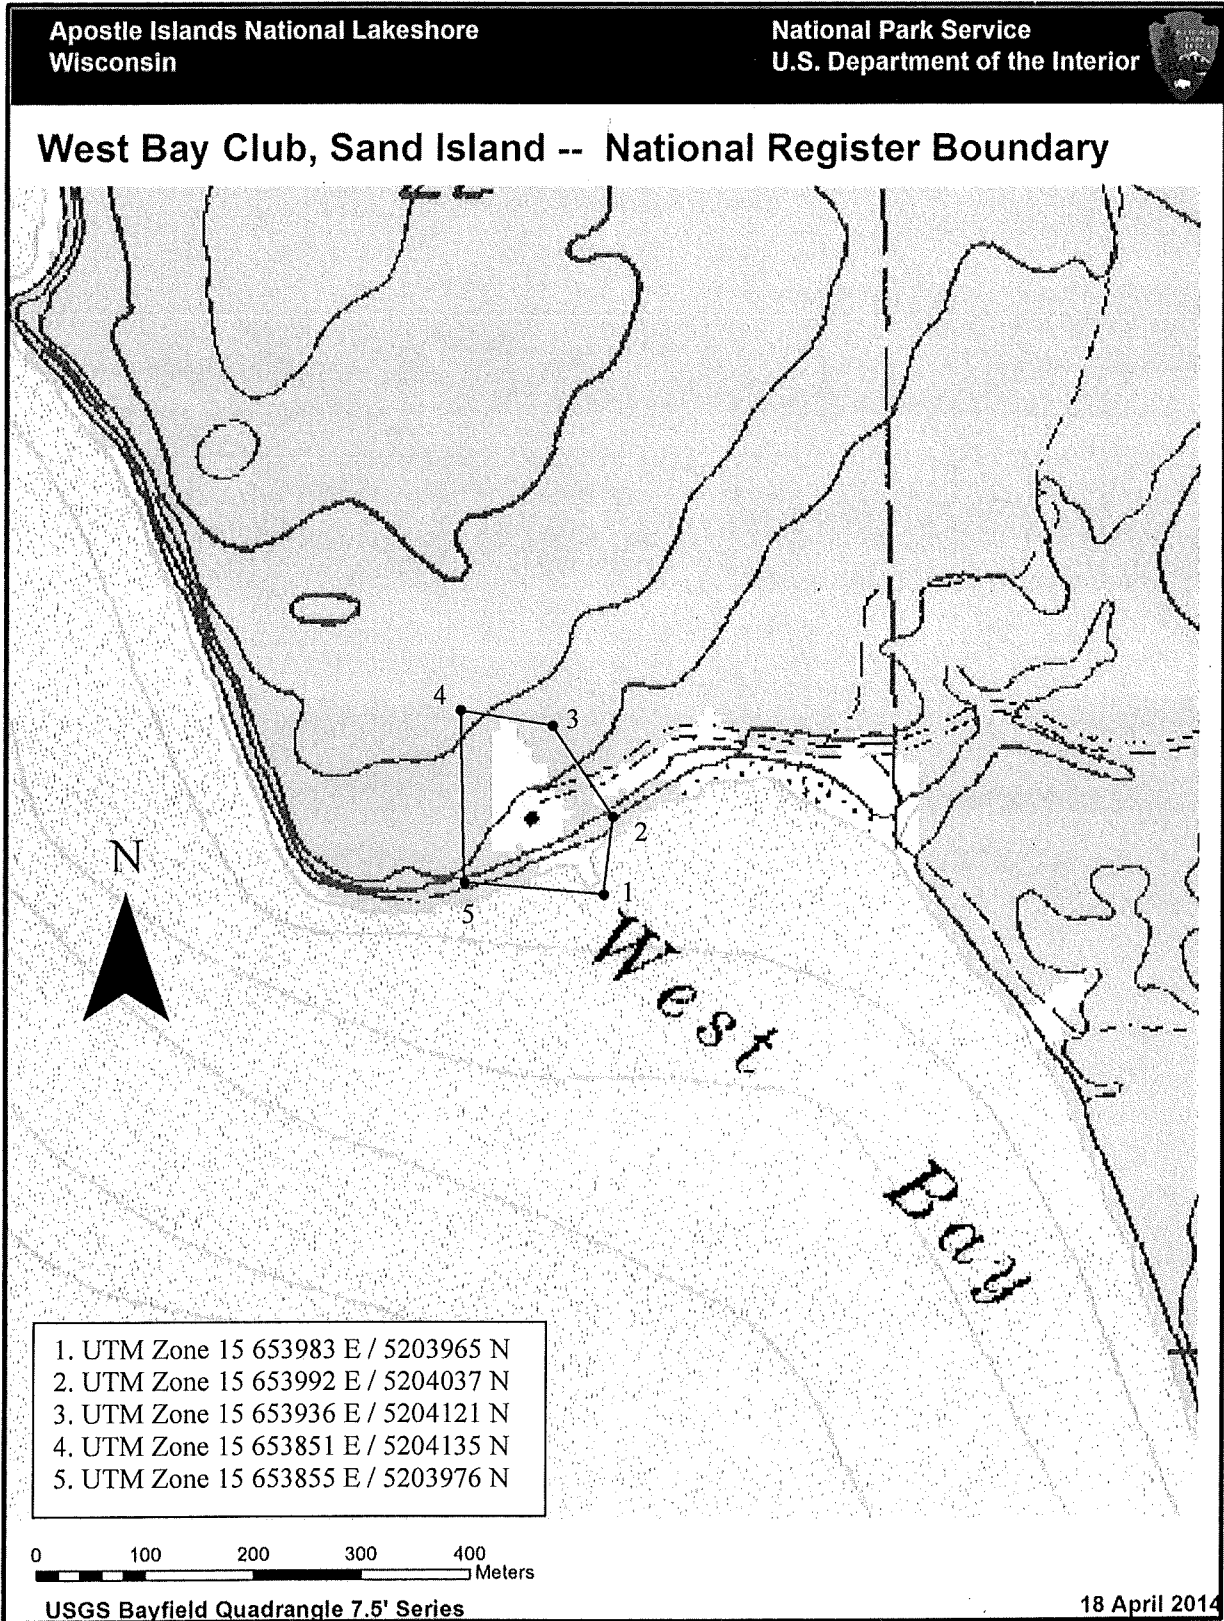 Apostle Islands National Lakeshore
Wisconsin
National Park Service
U.S. Department of the Interior
West Bay Club, Sand Island -- National Register Boundary
4
3
2
1
5
N
West
Bay
1. UTM Zone 15 653983 E / 5203965 N
2. UTM Zone 15 653992 E / 5204037 N
3. UTM Zone 15 653936 E / 5204121 N
4. UTM Zone 15 653851 E / 5204135 N
5. UTM Zone 15 653855 E / 5203976 N
0 100 200 300 400
Meters
USGS Bayfield Quadrangle 7.5' Series
18 April 2014